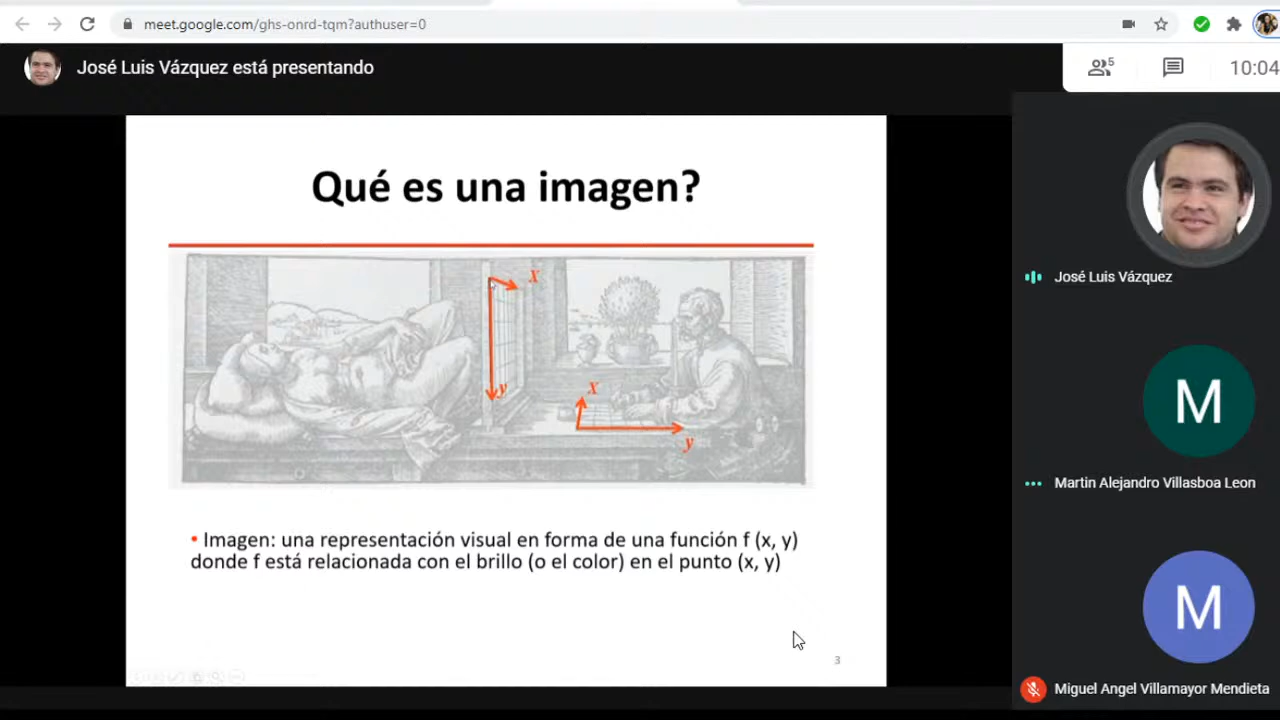 meet.google.com/ghs-onrd-tqm?authuser=0
José Luis Vázquez está presentando
5
10:04
Qué es una imagen?
x
y
x
y
• Imagen: una representación visual en forma de una función f (x, y)
donde f está relacionada con el brillo (o el color) en el punto (x, y)
3
José Luis Vázquez
M
Martin Alejandro Villasboa Leon
M
Miguel Angel Villamayor Mendieta